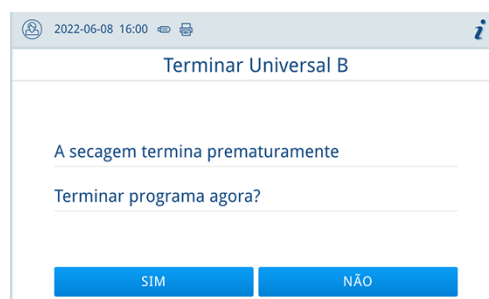 2022-06-08 16:00
i
Terminar Universal B
A secagem termina prematuramente
Terminar programa agora?
SIM
NÃO